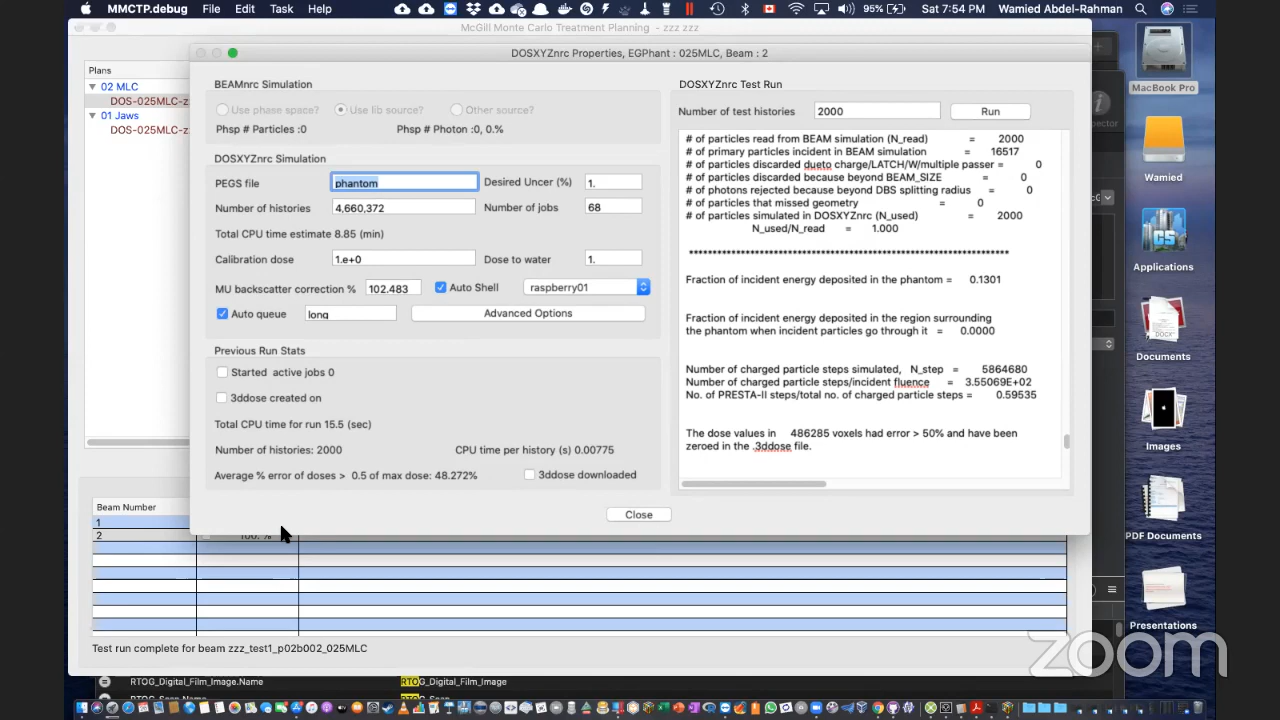 MMCTP.debug File Edit Task Help 95% Sat 7:54 PM Wamied Abdel-Rahman
McGill Monte Carlo Treatment Planning - zzz zzz
DOSXYZnrc Properties, EGPhant : 025MLC, Beam : 2
Plans
02 MLC
DOS-025MLC-z
01 Jaws
DOS-025MLC-z
BEAMnrc Simulation
Use phase space? Use lib source? Other source?
Phsp # Particles :0 Phsp # Photon :0, 0.%
DOSXYZnrc Simulation
PEGS file phantom Desired Uncer (%) 1.
Number of histories 4,660,372 Number of jobs 68
Total CPU time estimate 8.85 (min)
Calibration dose 1.e+0 Dose to water 1.
MU backscatter correction % 102.483 Auto Shell raspberry01
Auto queue long Advanced Options
Previous Run Stats
Started active jobs 0
3ddose created on
Total CPU time for run 15.5 (sec)
Number of histories: 2000 CPU time per history (s) 0.00775
Average % error of doses > 0.5 of max dose: 48.272% 3ddose downloaded
Close
DOSXYZnrc Test Run
Number of test histories 2000 Run
# of particles read from BEAM simulation (N_read) = 2000
# of primary particles incident in BEAM simulation = 16517
# of particles discarded dueto charge/LATCH/W/multiple passer = 0
# of particles discarded because beyond BEAM_SIZE = 0
# of photons rejected because beyond DBS splitting radius = 0
# of particles that missed geometry = 0
# of particles simulated in DOSXYZnrc (N_used) = 2000
N_used/N_read = 1.000
*******************************************************************
Fraction of incident energy deposited in the phantom = 0.1301
Fraction of incident energy deposited in the region surrounding
the phantom when incident particles go through it = 0.0000
Number of charged particle steps simulated, N_step = 5864680
Number of charged particle steps/incident fluence = 3.55069E+02
No. of PRESTA-II steps/total no. of charged particle steps = 0.59535
The dose values in 486285 voxels had error > 50% and have been
zeroed in the .3ddose file.
Beam Number
1
2 100. %
Test run complete for beam zzz_test1_p02b002_025MLC
RTOG_Digital_Film_Image.Name RTOG_Digital_Film_Image
MacBook Pro
Wamied
Applications
Documents
Images
PDF Documents
Presentations
zoom